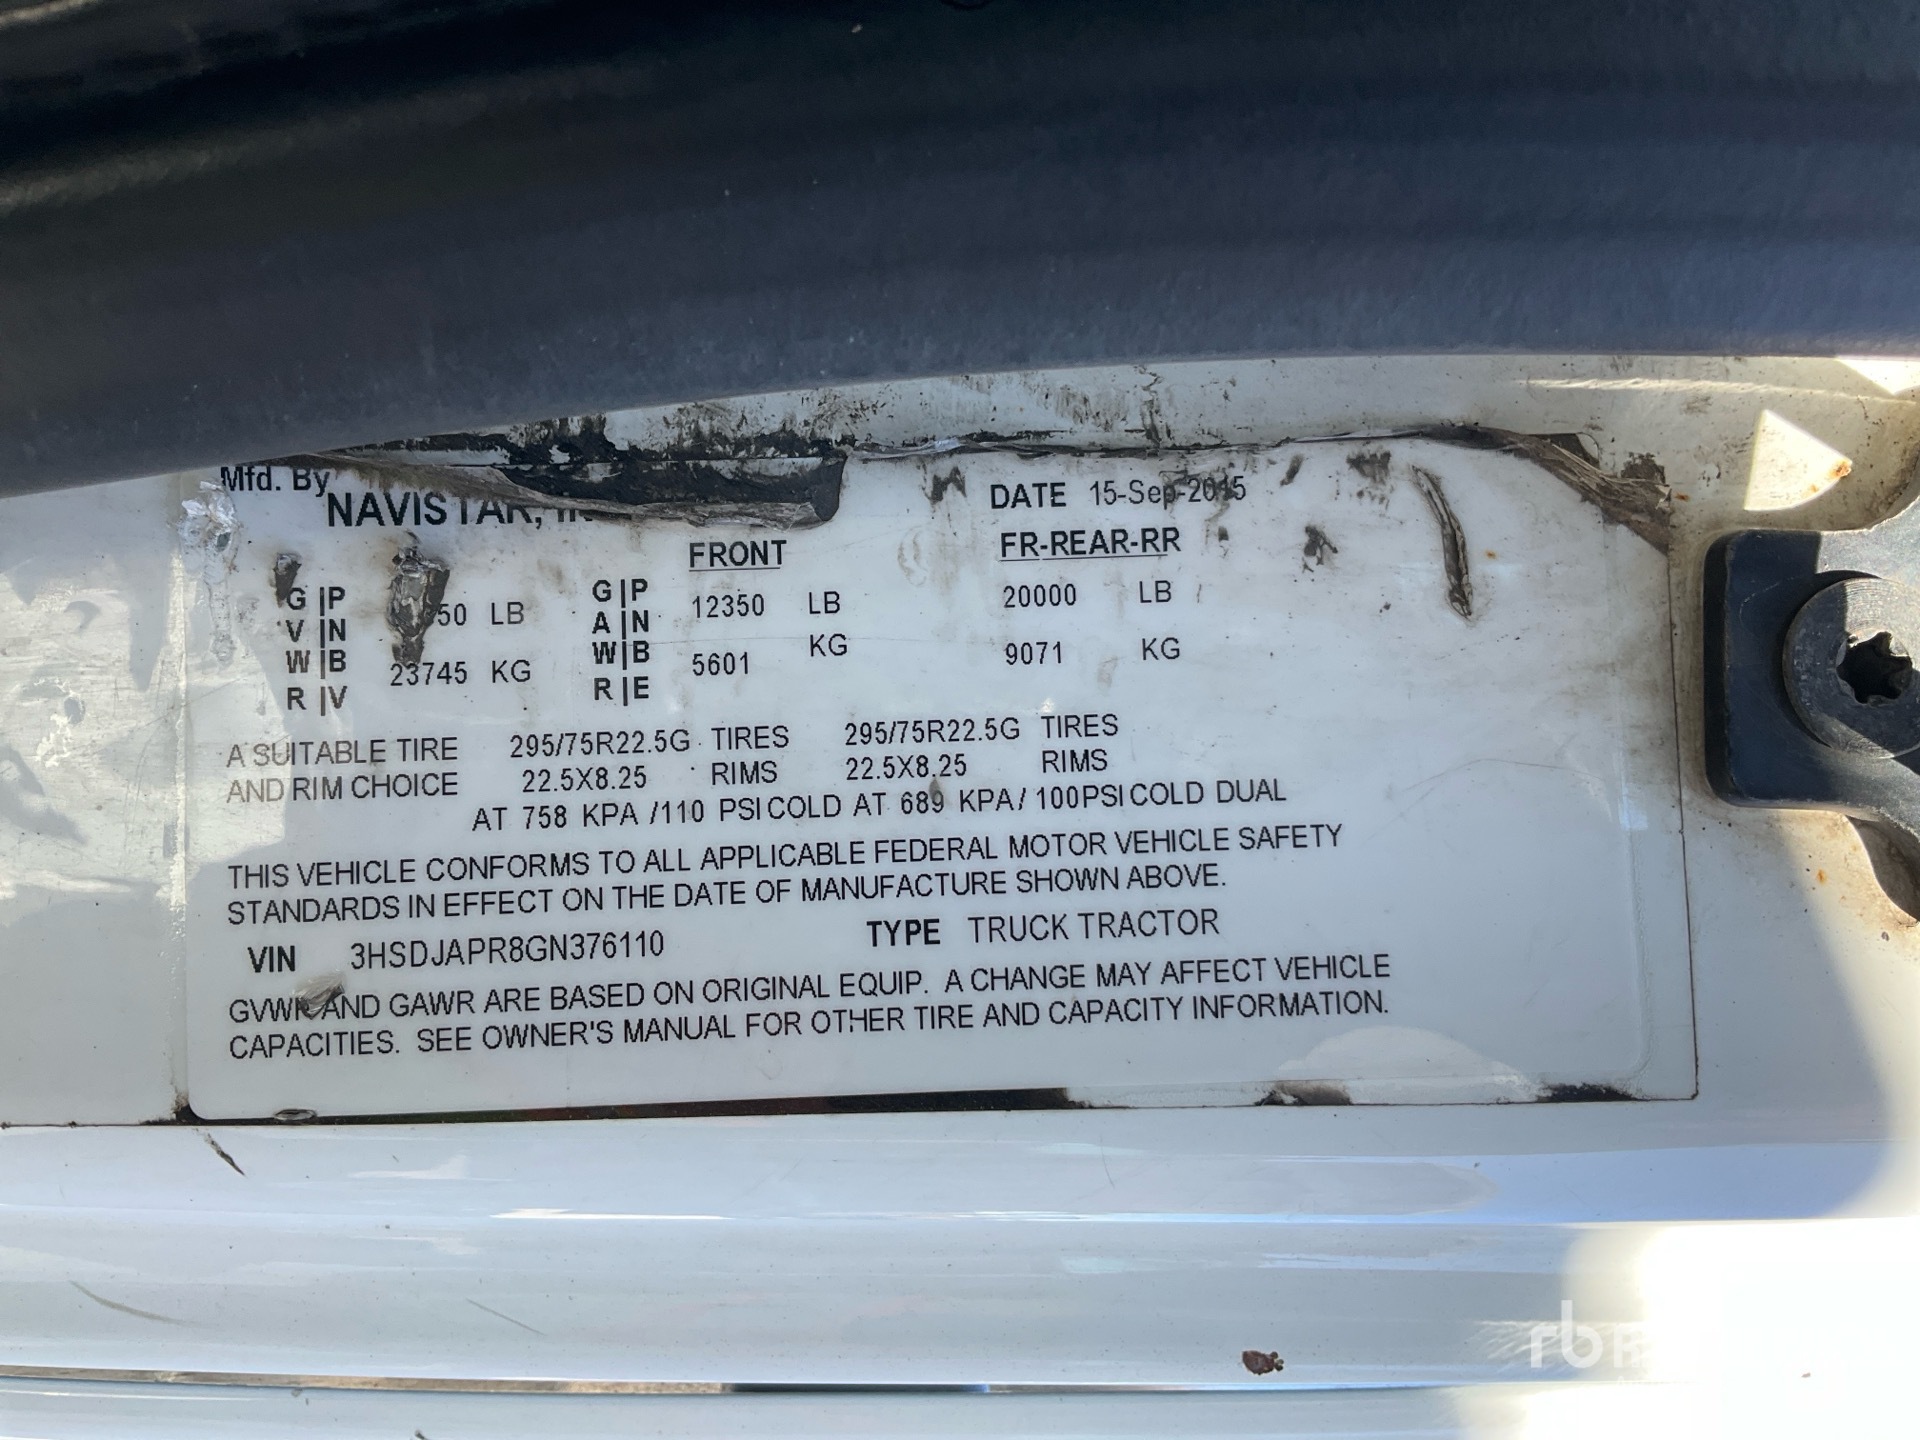 Mfd. By
NAVISTAR, IN
DATE 15-Sep-2015
FRONT FR-REAR-RR
G|P 50 LB G|P 12350 LB 20000 LB
V|N A|N
W|B 23745 KG W|B 5601 KG 9071 KG
R|V R|E
A SUITABLE TIRE 295/75R22.5G TIRES 295/75R22.5G TIRES
AND RIM CHOICE 22.5X8.25 RIMS 22.5X8.25 RIMS
AT 758 KPA /110 PSI COLD AT 689 KPA/ 100PSI COLD DUAL
THIS VEHICLE CONFORMS TO ALL APPLICABLE FEDERAL MOTOR VEHICLE SAFETY
STANDARDS IN EFFECT ON THE DATE OF MANUFACTURE SHOWN ABOVE.
VIN 3HSDJAPR8GN376110 TYPE TRUCK TRACTOR
GVWR AND GAWR ARE BASED ON ORIGINAL EQUIP. A CHANGE MAY AFFECT VEHICLE
CAPACITIES. SEE OWNER'S MANUAL FOR OTHER TIRE AND CAPACITY INFORMATION.